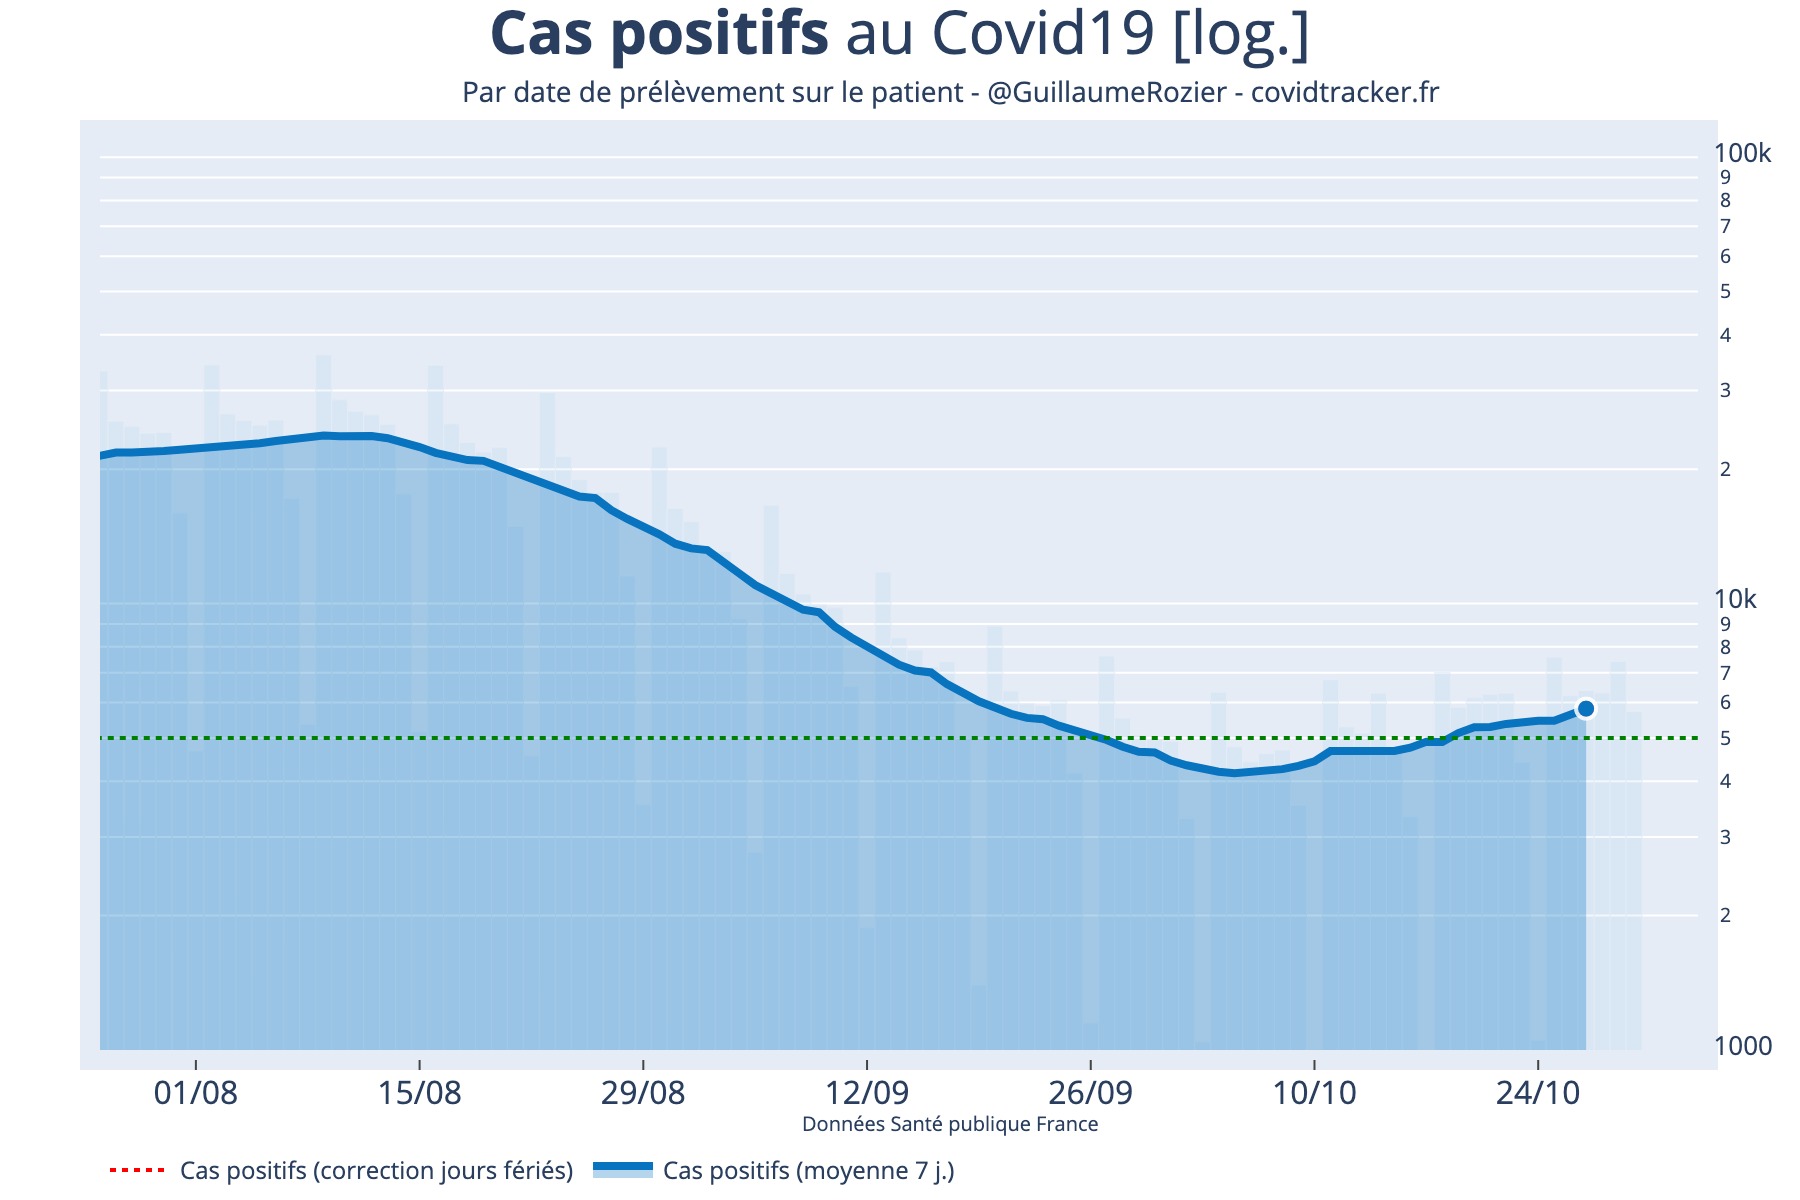 Cas positifs au Covid19 [log.]
Par date de prélèvement sur le patient - @GuillaumeRozier - covidtracker.fr
100k
9
8
7
6
5
4
3
2
10k
9
8
7
6
5
4
3
2
1000
01/08 15/08 29/08 12/09 26/09 10/10 24/10
Données Santé publique France
Cas positifs (correction jours fériés) Cas positifs (moyenne 7 j.)